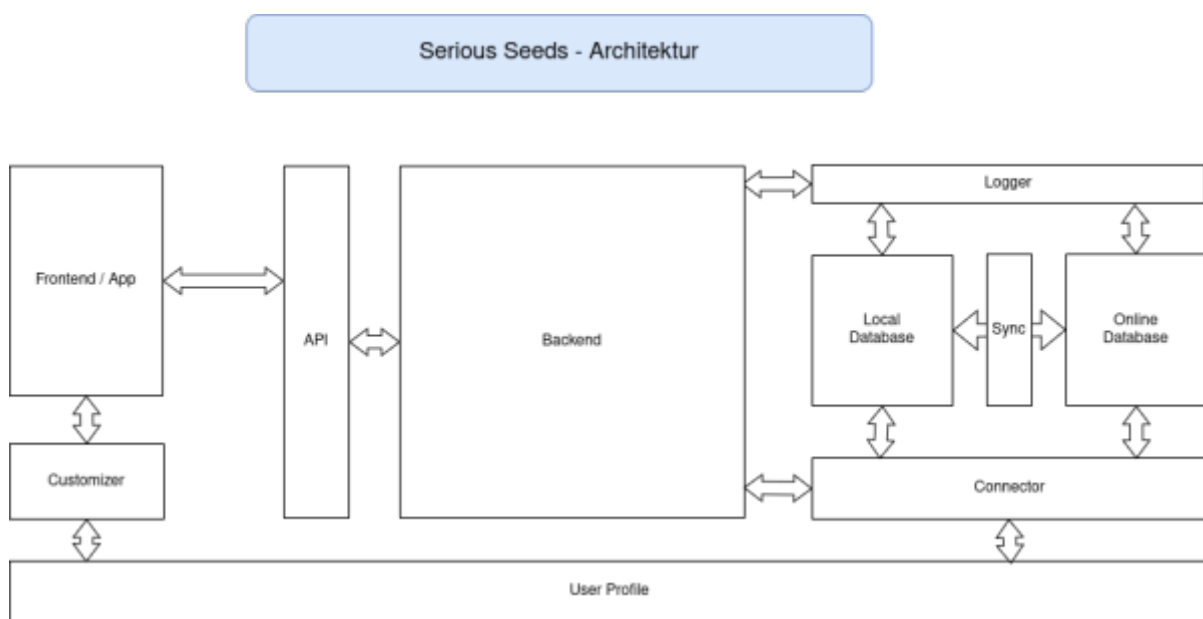 Serious Seeds - Architektur
Logger
Frontend / App
API
Backend
Local
Database
Sync
Online
Database
Customizer
Connector
User Profile